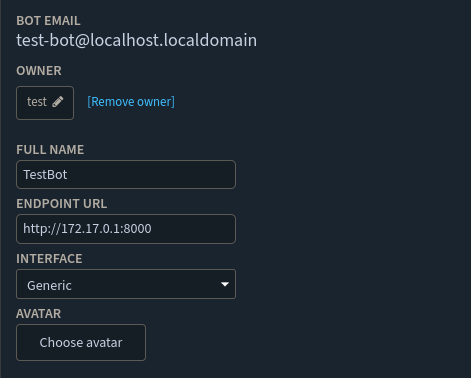 BOT EMAIL
test-bot@localhost.localdomain
OWNER
test [Remove owner]
FULL NAME
TestBot
ENDPOINT URL
http://172.17.0.1:8000
INTERFACE
Generic
AVATAR
Choose avatar